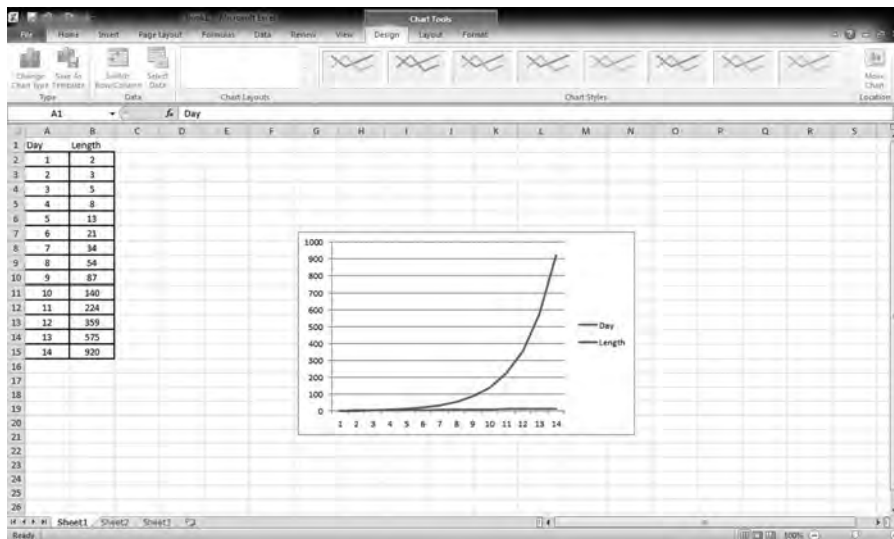 Chart Tools
File Home Insert Page Layout Formulas Data Review View Design Layout Format
Change Chart Type Save As Template Switch Row/Column Select Data Move Chart
Type Data Chart Layouts Chart Styles Location
A1 fx Day
A B C D E F G H I J K L M N O P Q R S
1 Day Length
2 1 2
3 2 3
4 3 5
5 4 8
6 5 13
7 6 21
8 7 34
9 8 54
10 9 87
11 10 140
12 11 224
13 12 359
14 13 575
15 14 920
16
17
18
19
20
21
22
23
24
25
26
1000
900
800
700
600
500
400
300
200
100
0
1 2 3 4 5 6 7 8 9 10 11 12 13 14
Day
Length
Sheet1 Sheet2 Sheet3
Ready 100%